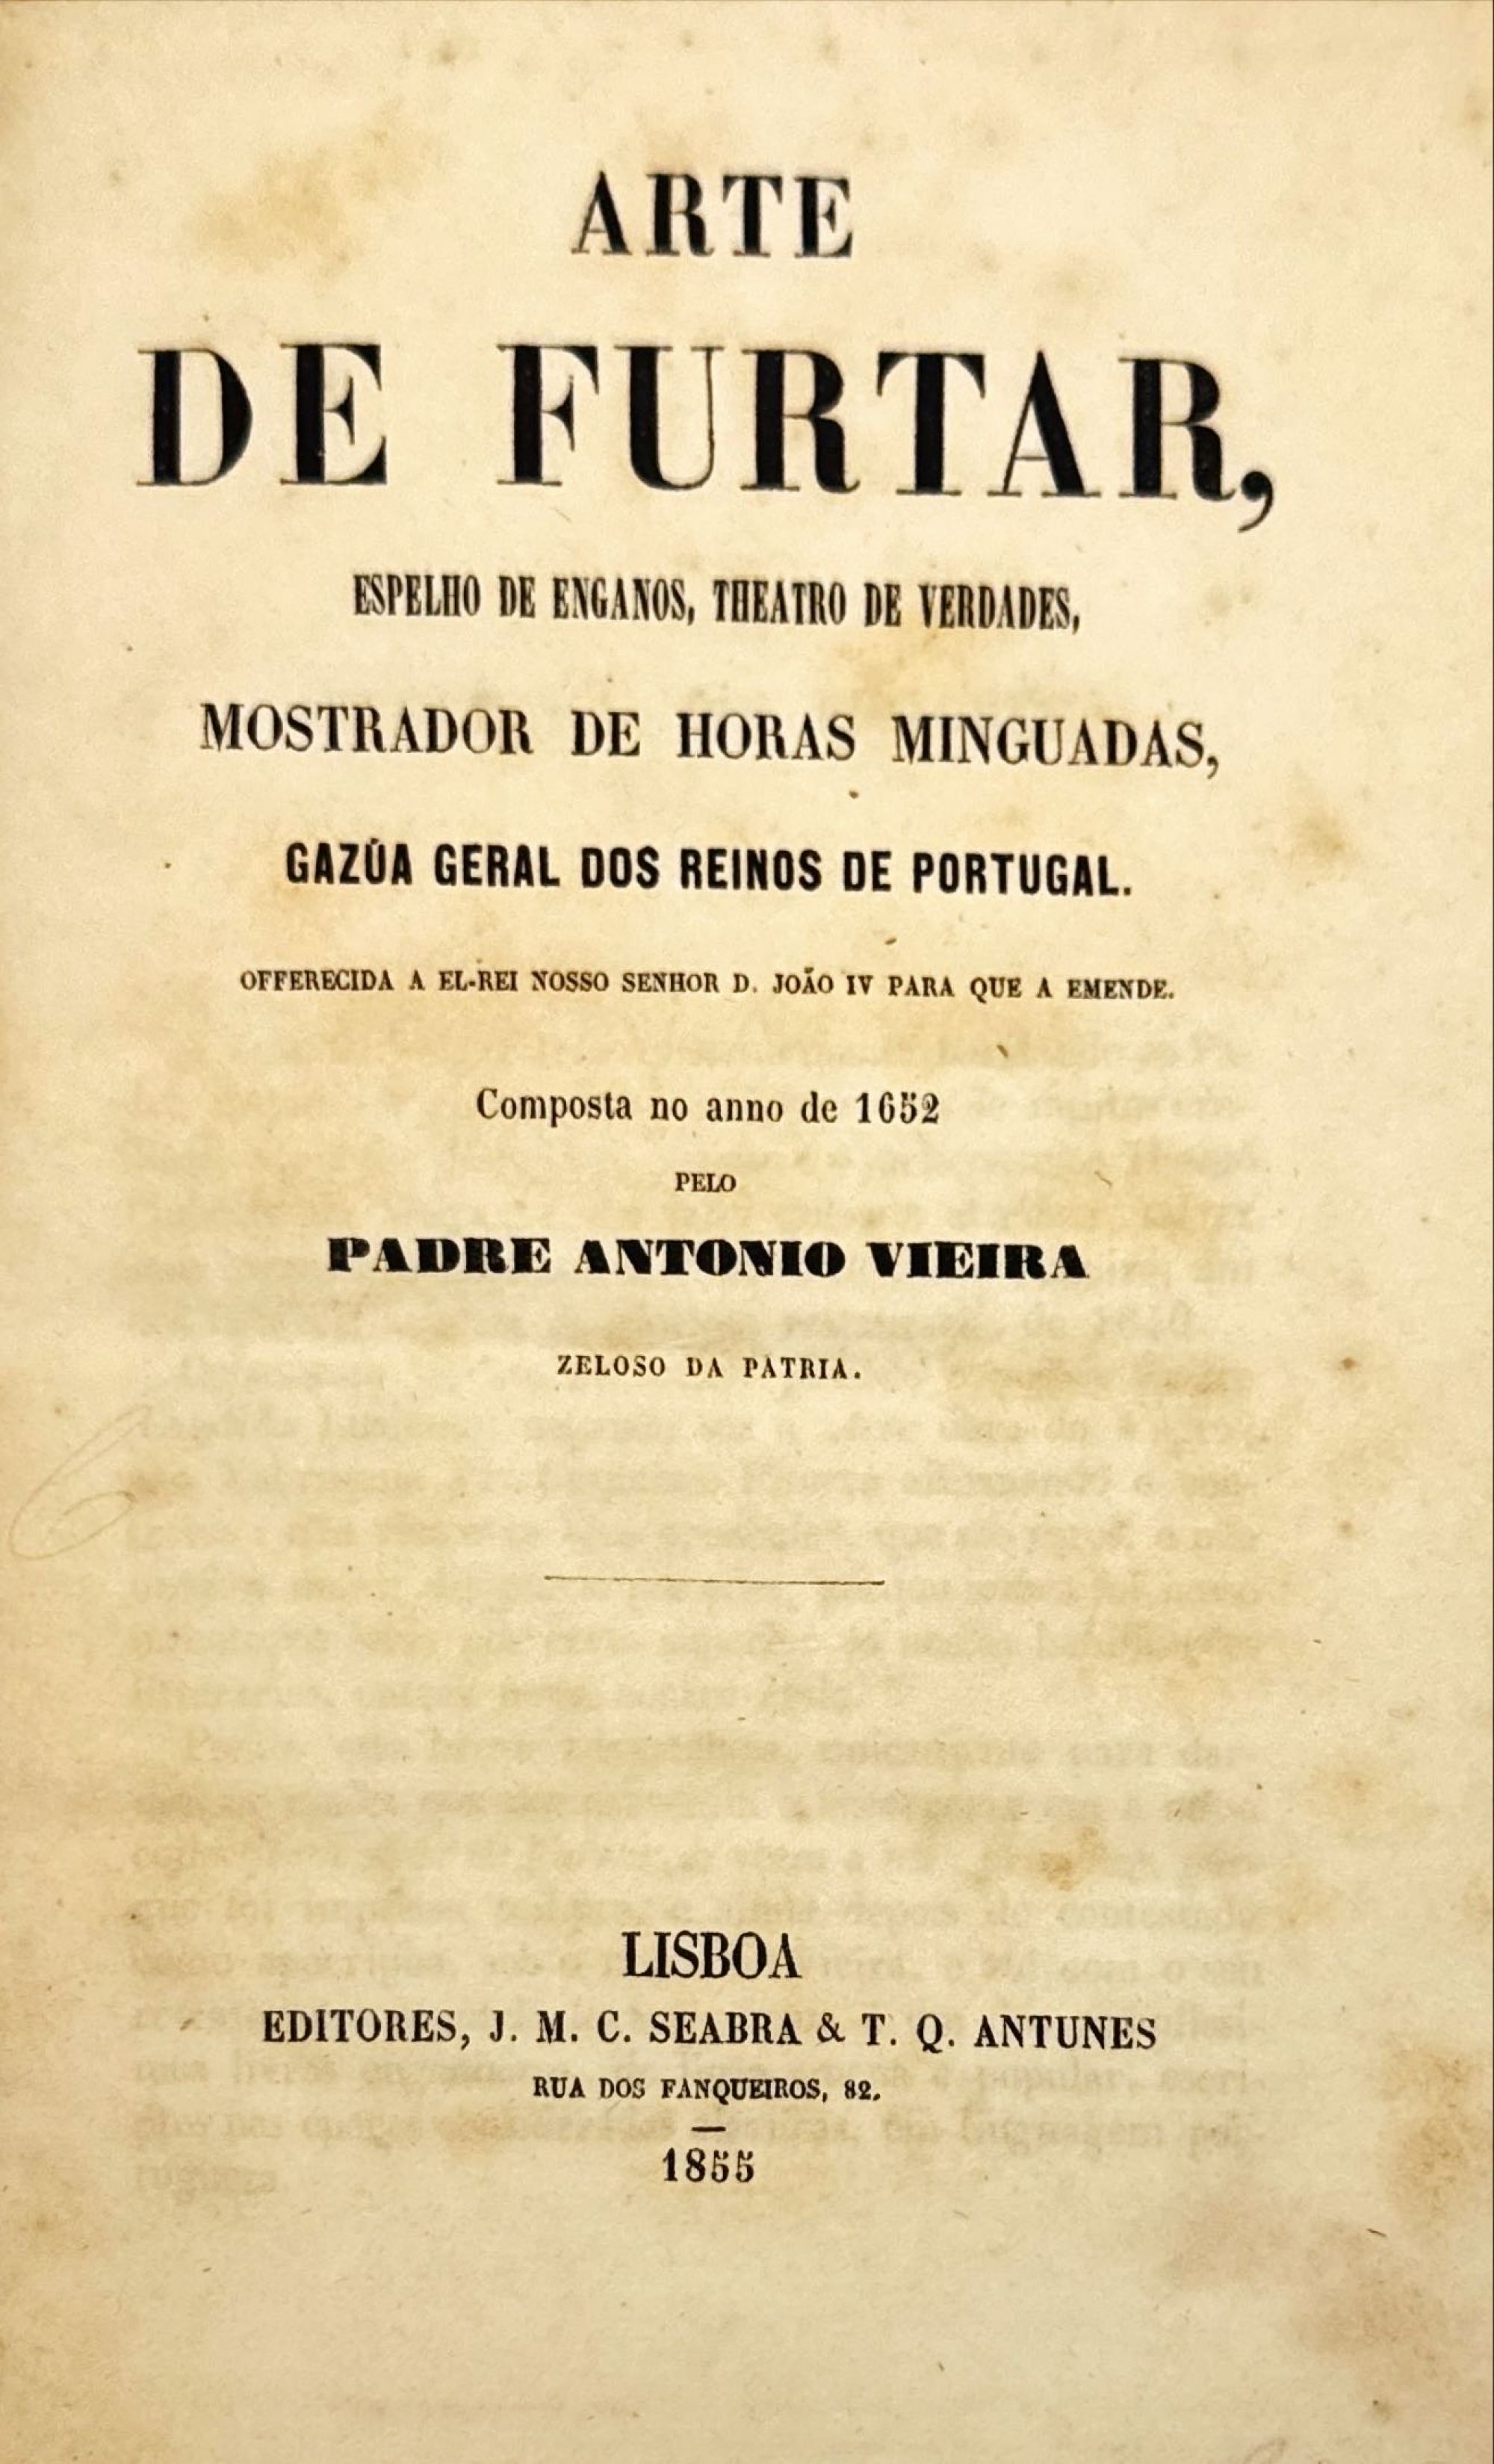 ARTE
DE FURTAR,
ESPELHO DE ENGANOS, THEATRO DE VERDADES,
MOSTRADOR DE HORAS MINGUADAS,
GAZÚA GERAL DOS REINOS DE PORTUGAL.
OFFERECIDA A EL-REI NOSSO SENHOR D. JOÃO IV PARA QUE A EMENDE.
Composta no anno de 1652
PELO
PADRE ANTONIO VIEIRA
ZELOSO DA PATRIA.
LISBOA
EDITORES, J. M. C. SEABRA & T. Q. ANTUNES
RUA DOS FANQUEIROS, 82.
1855